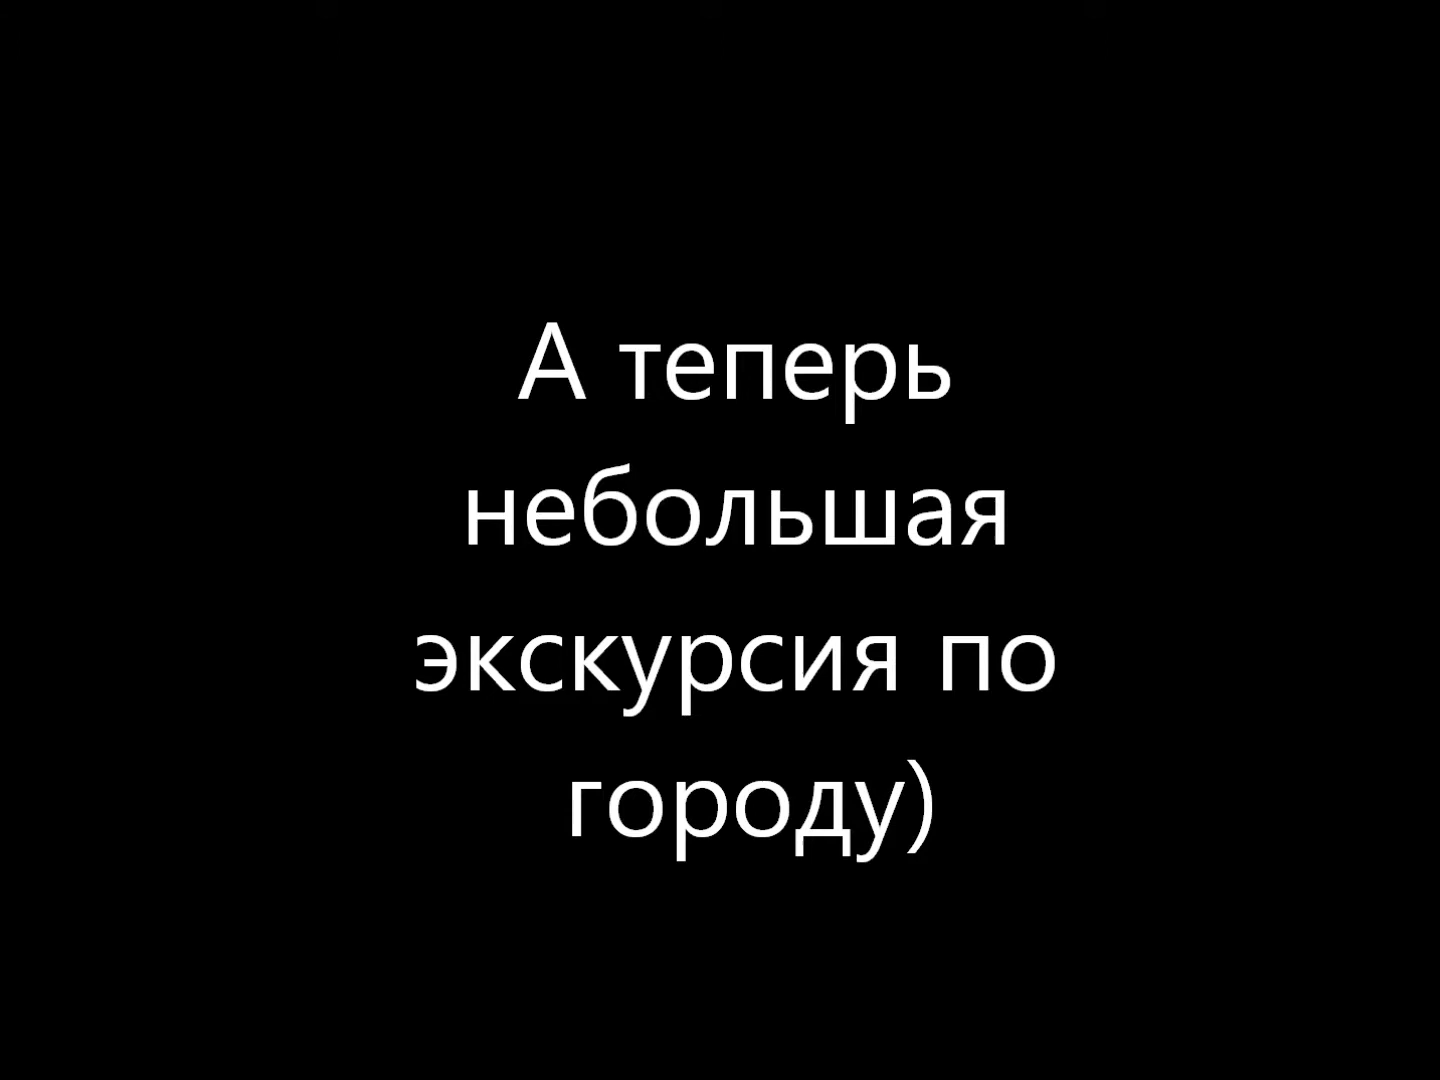 А теперь
небольшая
экскурсия по
городу)